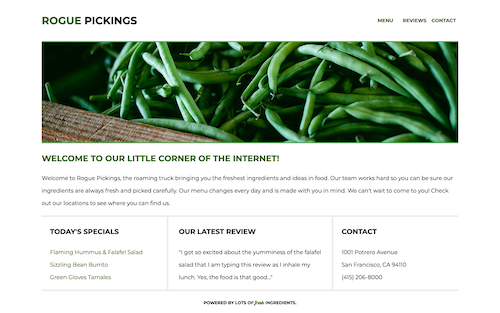 ROGUE PICKINGS
MENU REVIEWS CONTACT
WELCOME TO OUR LITTLE CORNER OF THE INTERNET!
Welcome to Rogue Pickings, the roaming truck bringing you the freshest ingredients and ideas in food. Our team works hard so you can be sure our
ingredients are always fresh and picked carefully. Our menu changes every day and is made with you in mind. We can't wait to come to you! Check
out our locations to see where you can find us.
TODAY'S SPECIALS
Flaming Hummus & Falafel Salad
Sizzling Bean Burrito
Green Gloves Tamales
OUR LATEST REVIEW
"I got so excited about the yumminess of the falafel
salad that I am typing this review as I inhale my
lunch. Yes, the food is that good..."
CONTACT
1001 Potrero Avenue
San Francisco, CA 94110
(415) 206-8000
POWERED BY LOTS OF fresh INGREDIENTS.